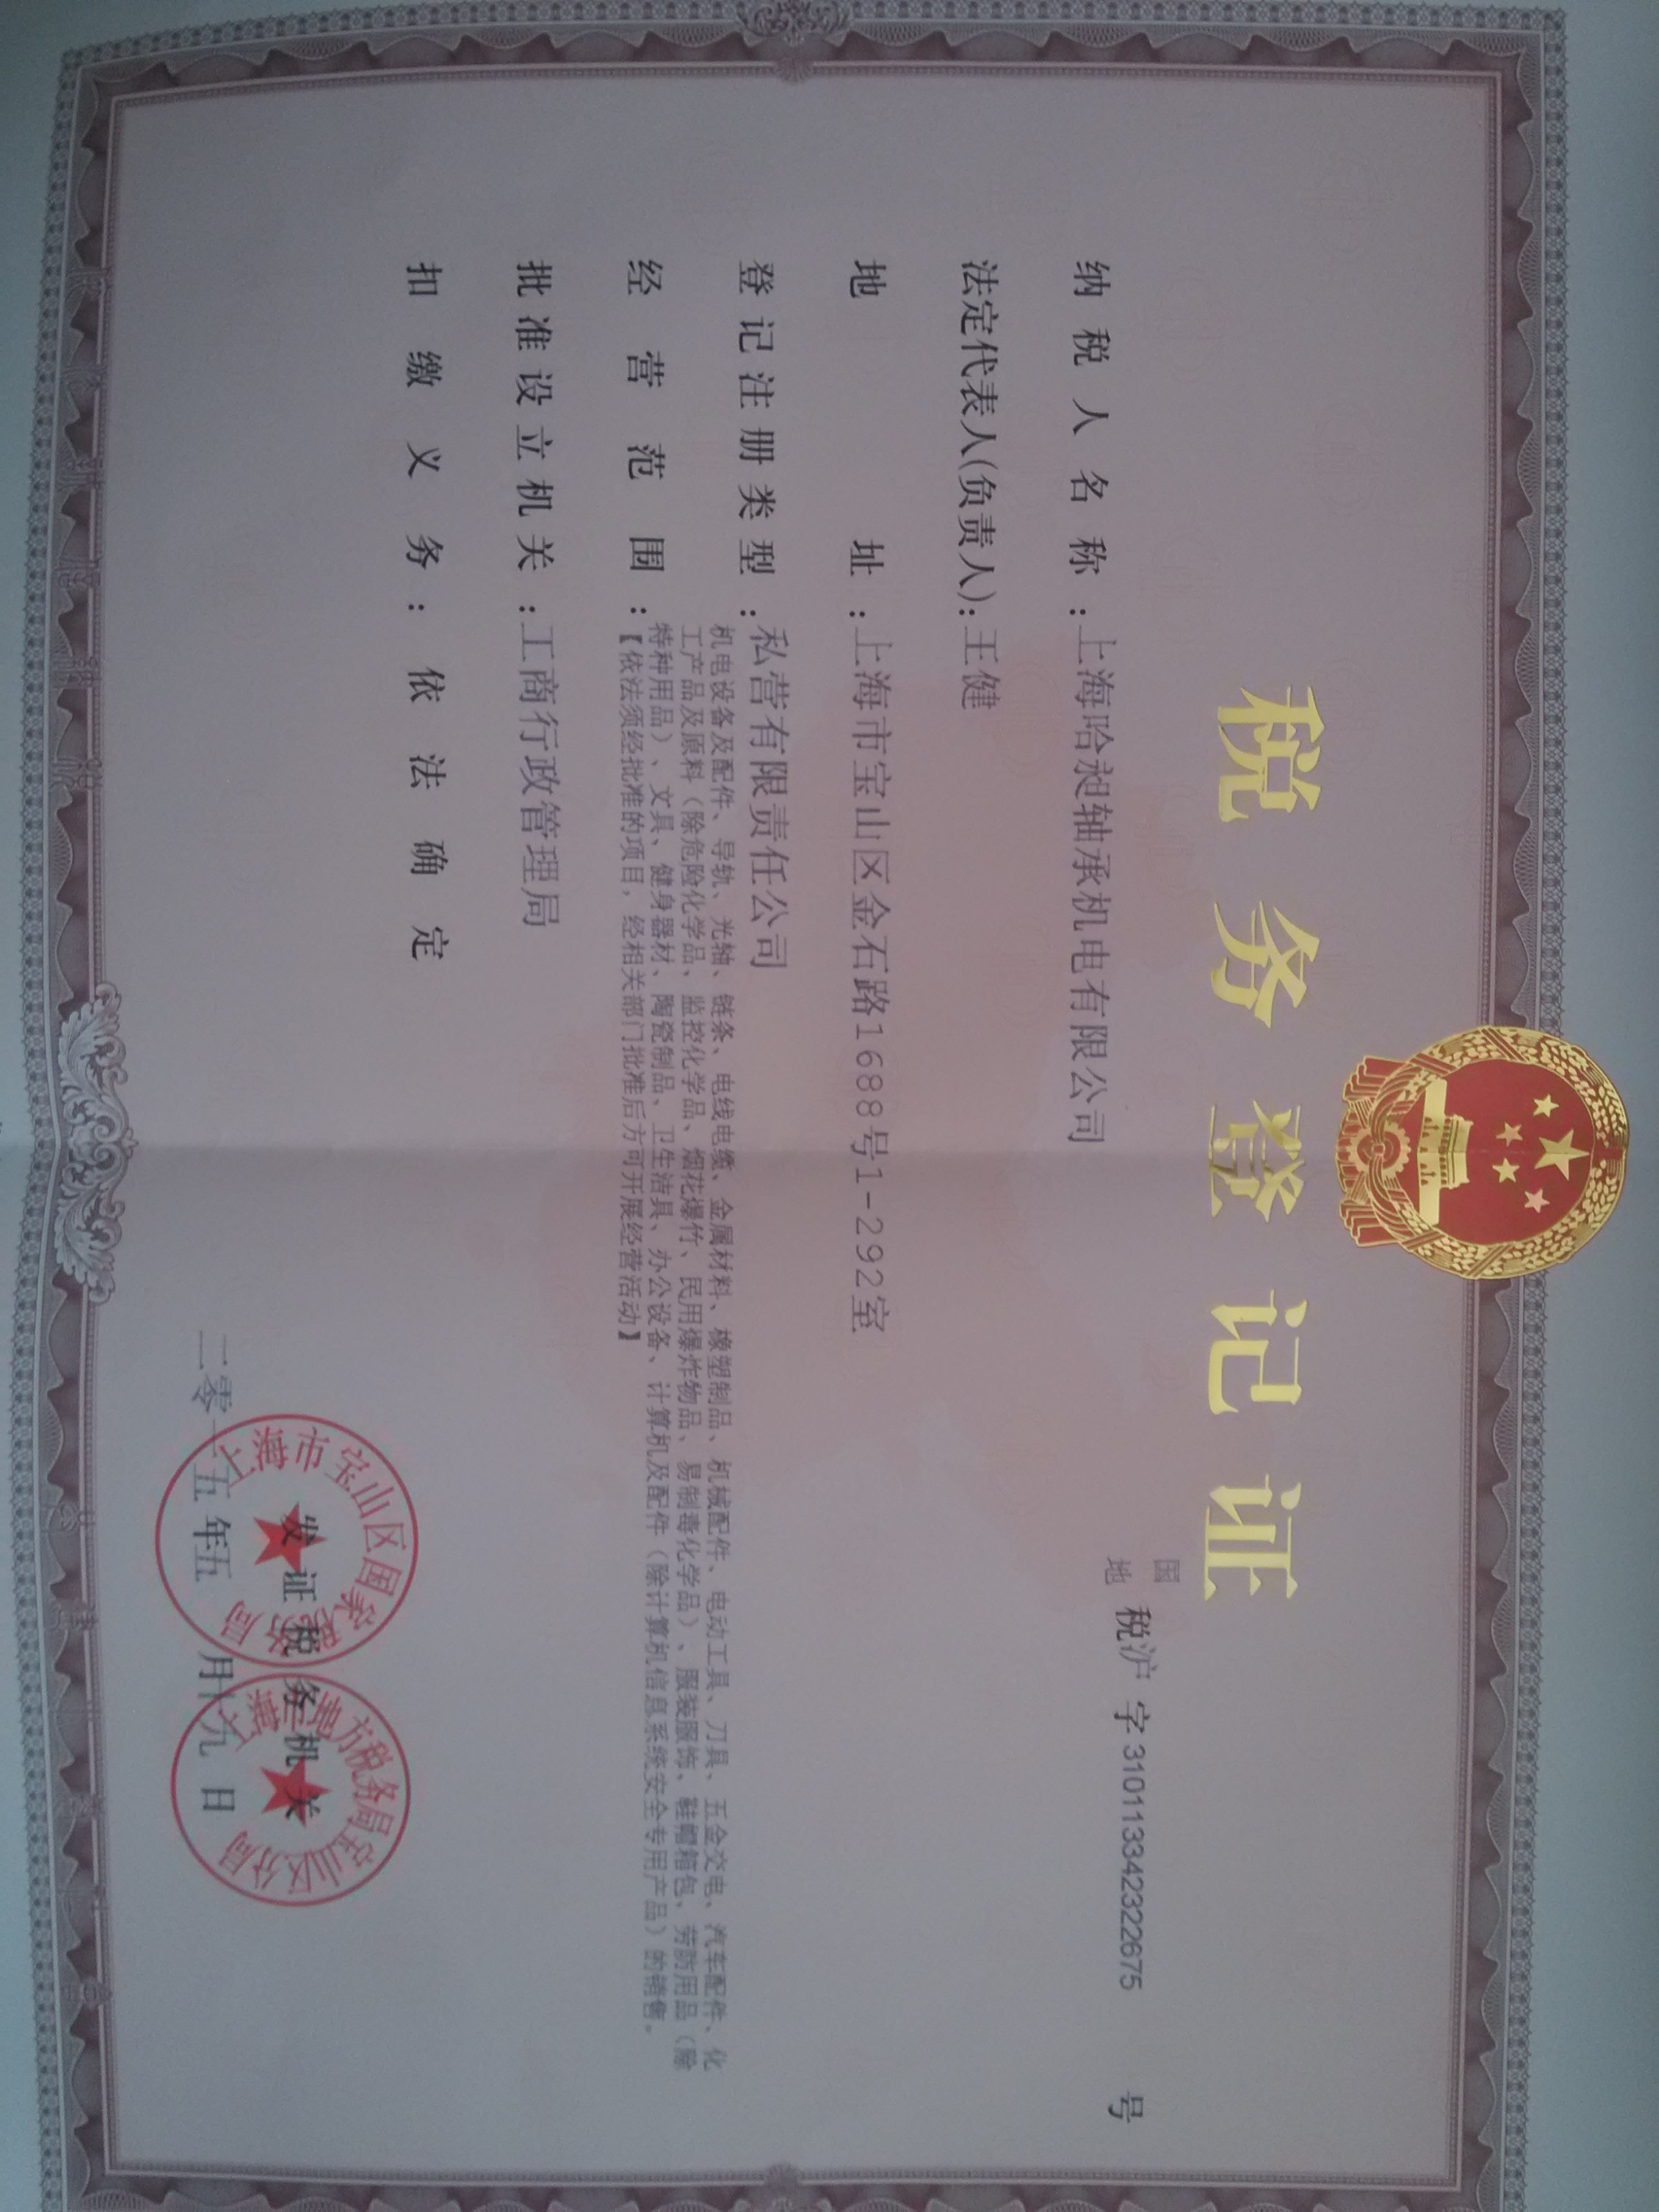 税务登记证
国
地
税沪 字 310113342322675 号
纳税人名称：上海哈昶轴承机电有限公司
法定代表人(负责人)：王健
地址：上海市宝山区金石路1688号1-292室
登记注册类型：私营有限责任公司
经营范围：机电设备及配件、导轨、光轴、链条、电线电缆、金属材料、橡塑制品、机械配件、电动工具、刀具、五金交电、汽车配件、化
工产品及原料（除危险化学品、监控化学品、烟花爆竹、民用爆炸物品、易制毒化学品）、服装服饰、鞋帽箱包、劳防用品（除
特种用品）、文具、健身器材、陶瓷制品、卫生洁具、办公设备、计算机及配件（除计算机信息系统安全专用产品）的销售。
【依法须经批准的项目，经相关部门批准后方可开展经营活动】
批准设立机关：工商行政管理局
扣缴义务：依法确定
上海市宝山区国家税务局
上海市地方税务局宝山区分局
发证税务机关
二零一五年五月十九日